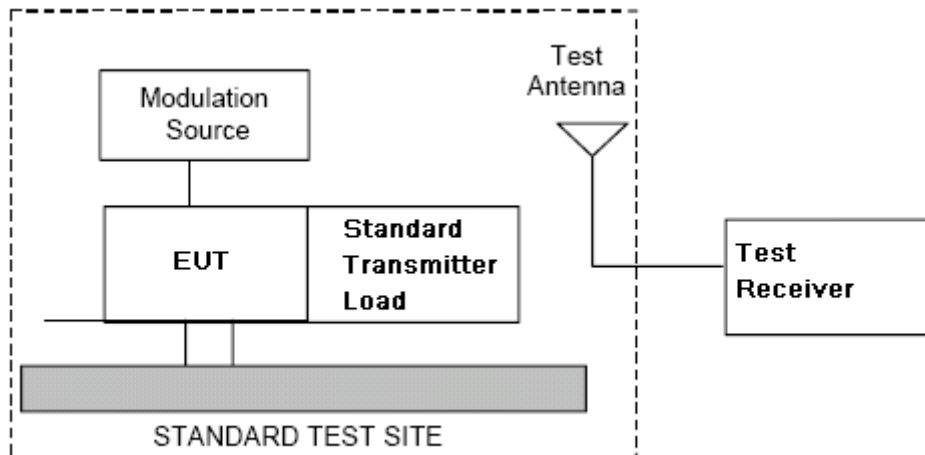 Test
Antenna
Modulation
Source
EUT
Standard
Transmitter
Load
Test
Receiver
STANDARD TEST SITE